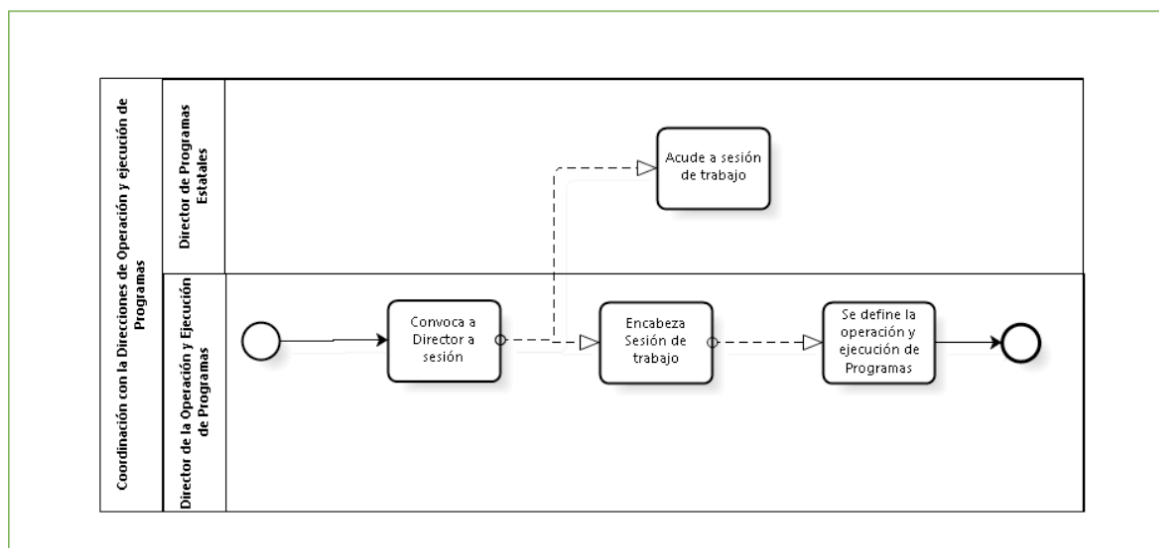 Coordinación con la Direcciones de Operación y ejecución de
Programas
Director de Programas
Estatales
Acude a sesión
de trabajo
Director de la Operación y Ejecución
de Programas
Convoca a
Director a
sesión
Encabeza
Sesión de
trabajo
Se define la
operación y
ejecución de
Programas